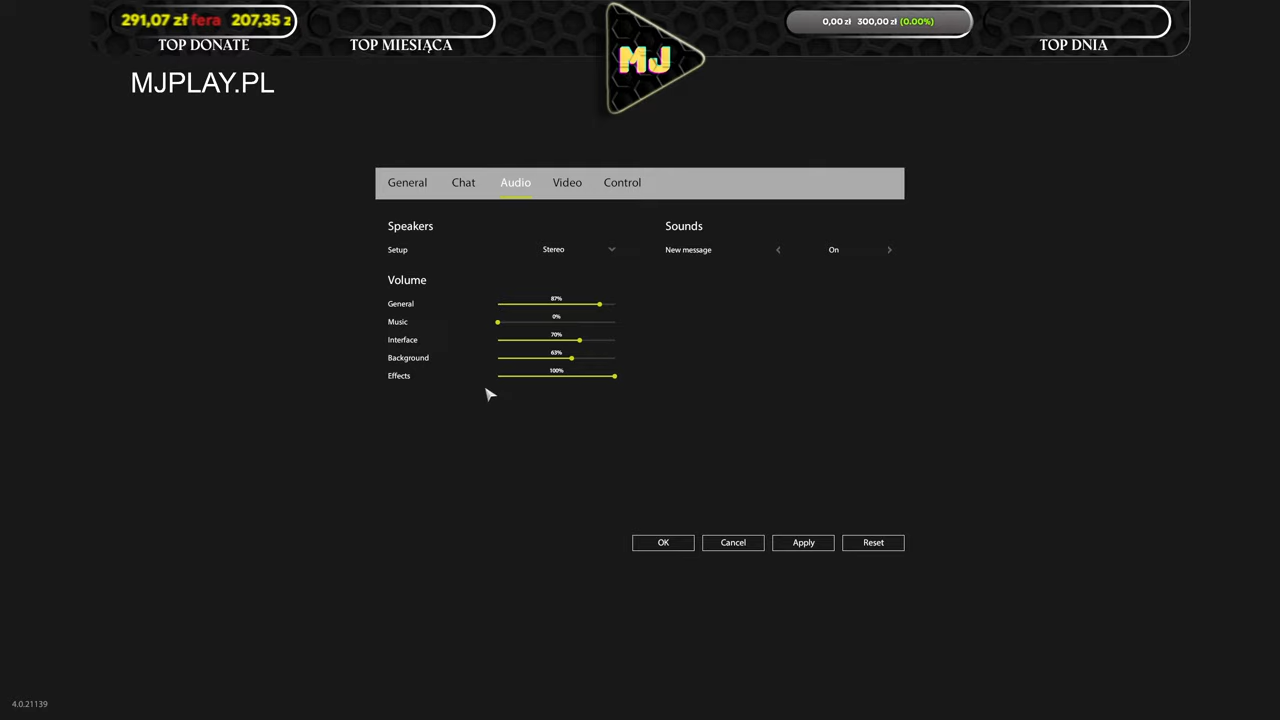 291,07 zł fera 207,35 z
0,00 zł 300,00 zł (0.00%)
TOP DONATE
TOP MIESIĄCA
TOP DNIA
MJ
MJPLAY.PL
General Chat Audio Video Control
Speakers
Setup Stereo
Sounds
New message On
Volume
General 87%
Music 0%
Interface 70%
Background 63%
Effects 100%
OK Cancel Apply Reset
4.0.21139